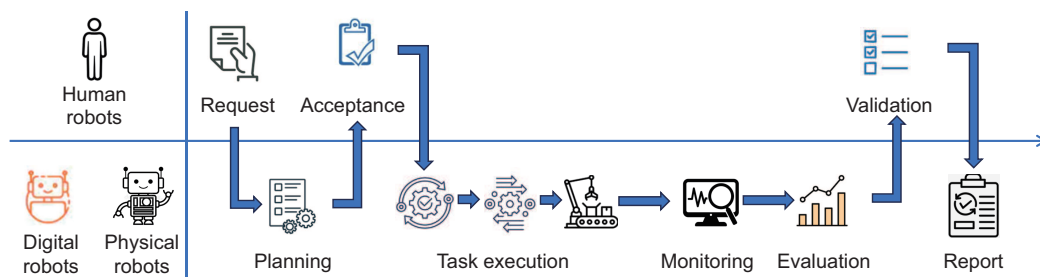 Human
robots
Request
Acceptance
Validation
Digital
robots
Physical
robots
Planning
Task execution
Monitoring
Evaluation
Report